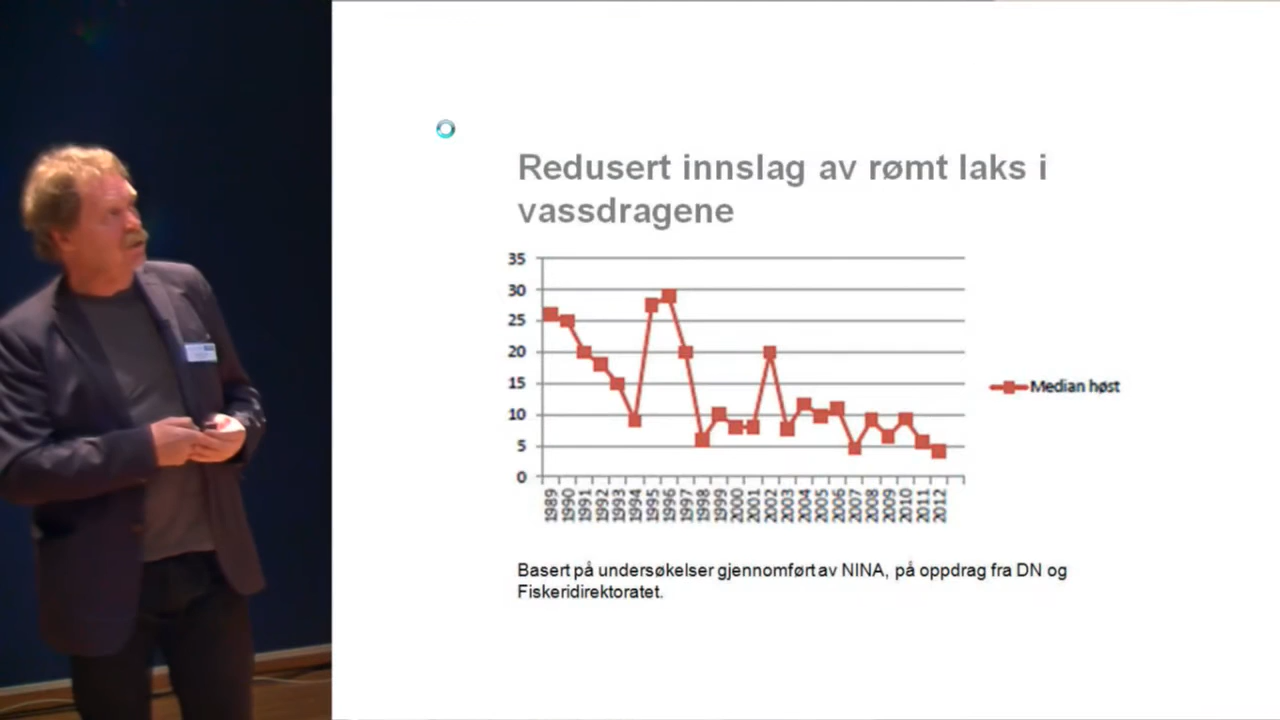 Redusert innslag av rømt laks i
vassdragene
35
30
25
20
15
10
5
0
Median høst
1989 1990 1991 1992 1993 1994 1995 1996 1997 1998 1999 2000 2001 2002 2003 2004 2005 2006 2007 2008 2009 2010 2011 2012
Basert på undersøkelser gjennomført av NINA, på oppdrag fra DN og
Fiskeridirektoratet.